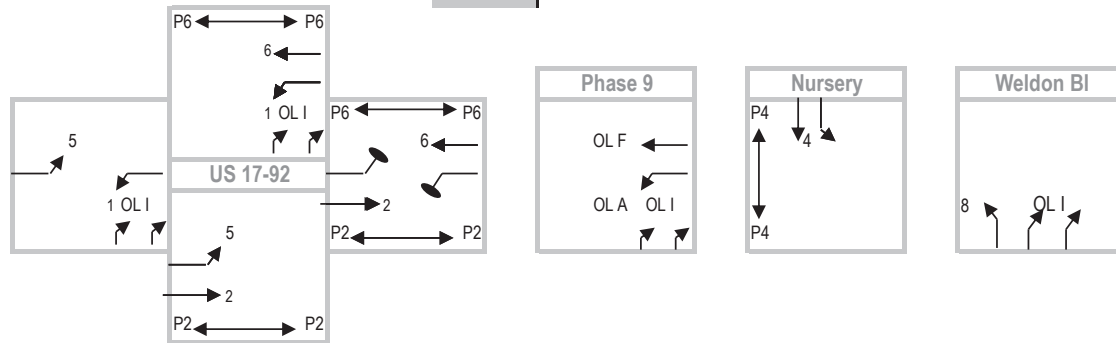 P6 P6
6
1 OL I
5
1 OL I
US 17-92
5
2
P2 P2
P6 P6
6
2
P2 P2
Phase 9
OL F
OL A OL I
Nursery
P4
4
P4
Weldon Bl
8 OL I